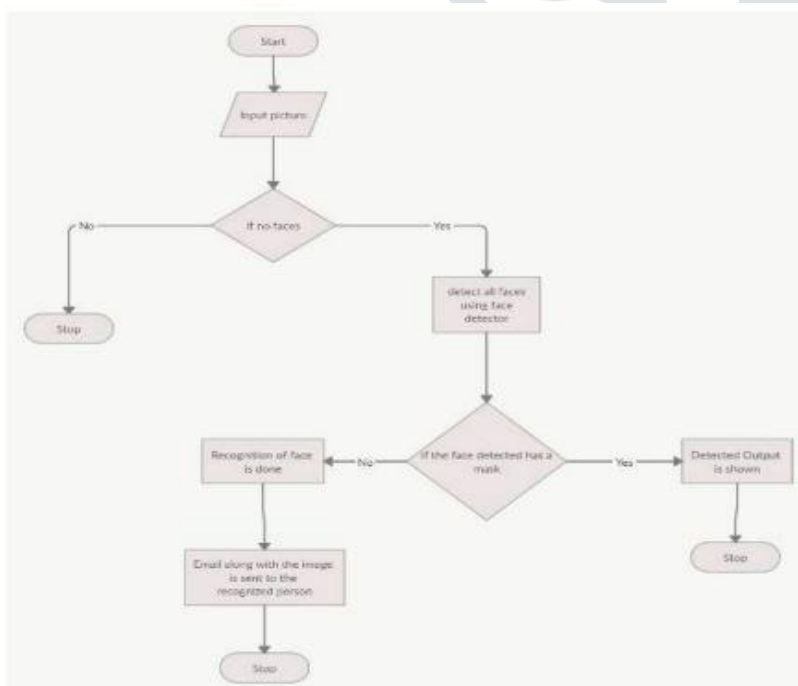 Start
Input picture
If no faces
No
Yes
Stop
detect all faces
using face
detector
If the face detected has a
mask
No
Yes
Recognition of face
is done
Detected Output
is shown
Email along with the image
is sent to the
recognized person
Stop
Stop